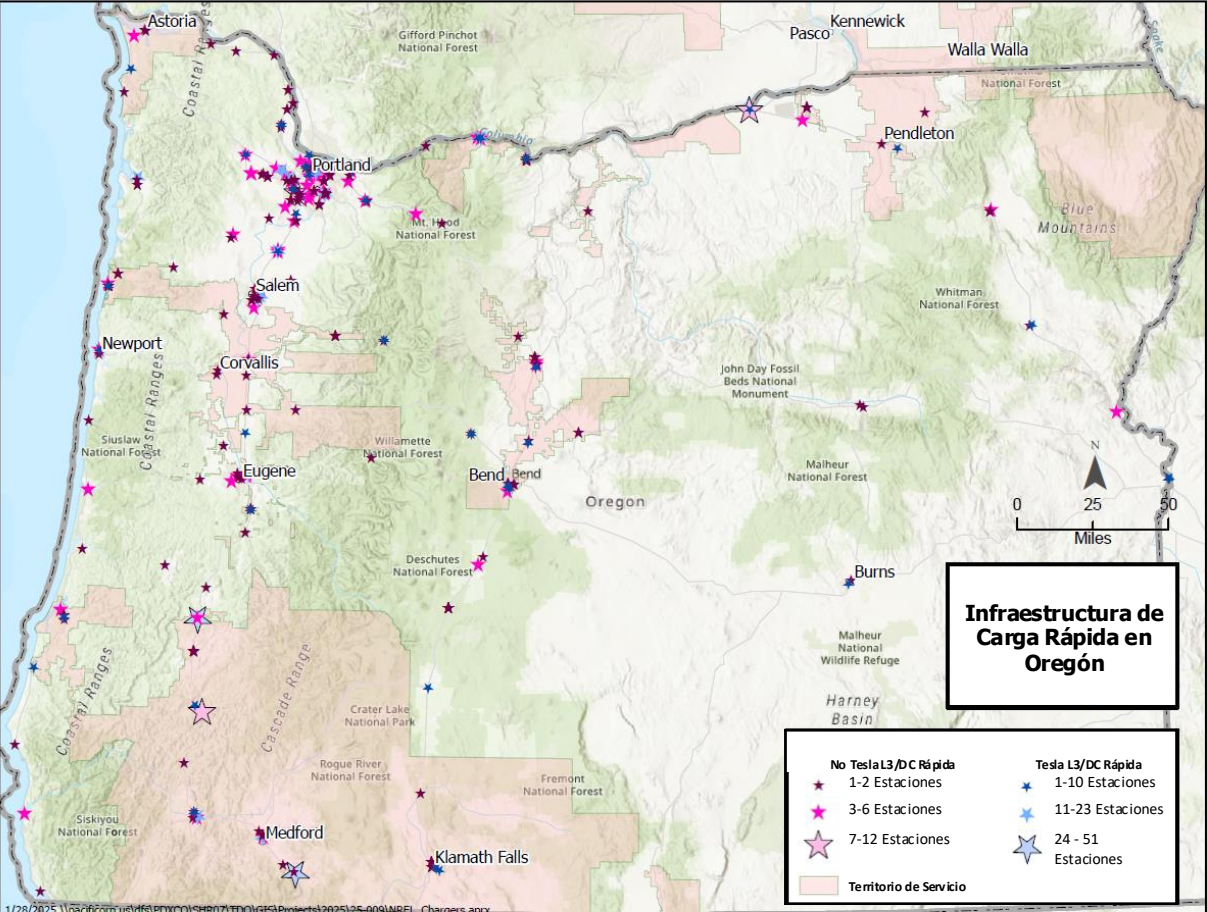 Astoria
Kennewick
Pasco
Walla Walla
Snake
Gifford Pinchot
National Forest
National Forest
Coastal Ranges
Columbia
Pendleton
Portland
Mt. Hood
National Forest
Blue
Mountains
Salem
Whitman
National Forest
Newport
Corvallis
John Day Fossil
Beds National
Monument
Coastal Ranges
Siuslaw
National Forest
Willamette
National Forest
Eugene
Bend
Bend
Oregon
Malheur
National Forest
N
0 25 50
Miles
Deschutes
National Forest
Burns
Infraestructura de
Carga Rápida en
Oregón
Malheur
National
Wildlife Refuge
Coastal Ranges
Cascade Range
Crater Lake
National Park
Harney
Basin
Rogue River
National Forest
Fremont
National Forest
Siskiyou
National Forest
Medford
Klamath Falls
No Tesla L3/DC Rápida
1-2 Estaciones
3-6 Estaciones
7-12 Estaciones
Tesla L3/DC Rápida
1-10 Estaciones
11-23 Estaciones
24 - 51
Estaciones
Territorio de Servicio